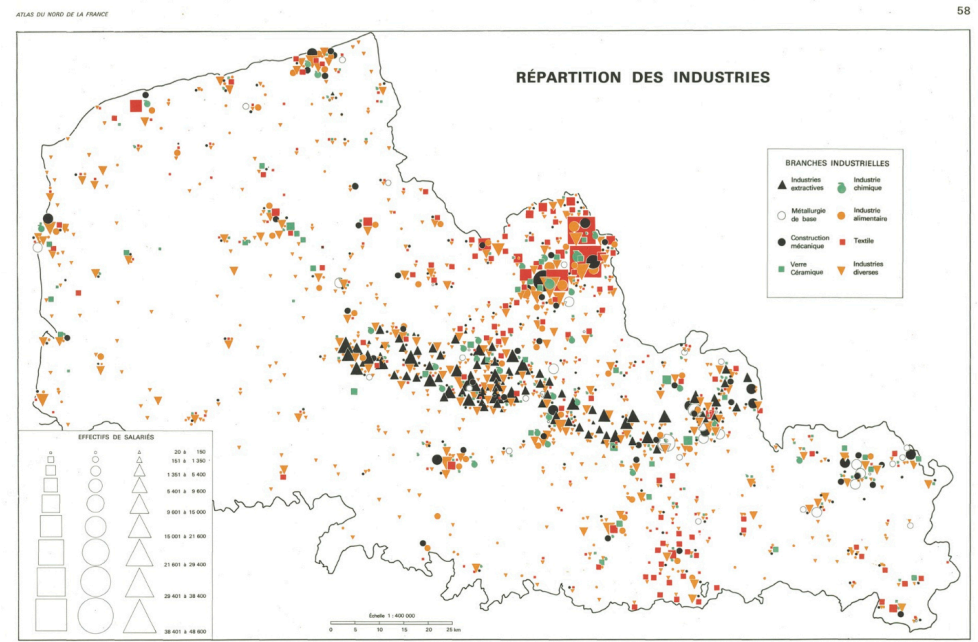 ATLAS DU NORD DE LA FRANCE
58
RÉPARTITION DES INDUSTRIES
BRANCHES INDUSTRIELLES
Industries extractives
Industrie chimique
Métallurgie de base
Industrie alimentaire
Construction mécanique
Textile
Verre Céramique
Industries diverses
EFFECTIFS DE SALARIÉS
20 à 150
151 à 1 350
1 351 à 5 400
5 401 à 9 600
9 601 à 15 000
15 001 à 21 600
21 601 à 29 400
29 401 à 38 400
38 401 à 48 600
Échelle 1 : 400 000
0 5 10 15 20 25 km